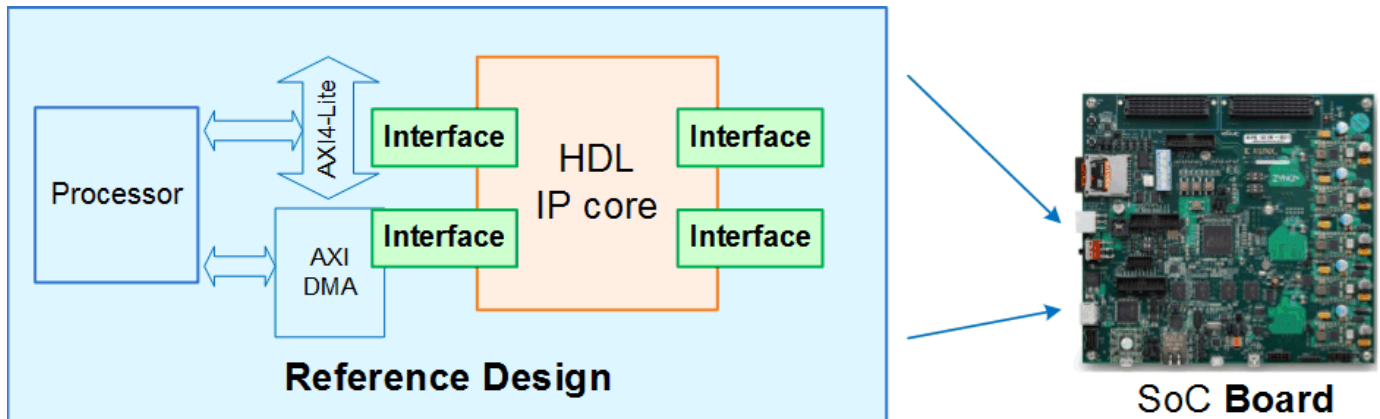 Processor
AXI4-Lite
Interface
Interface
HDL
IP core
Interface
Interface
AXI
DMA
Reference Design
SoC Board